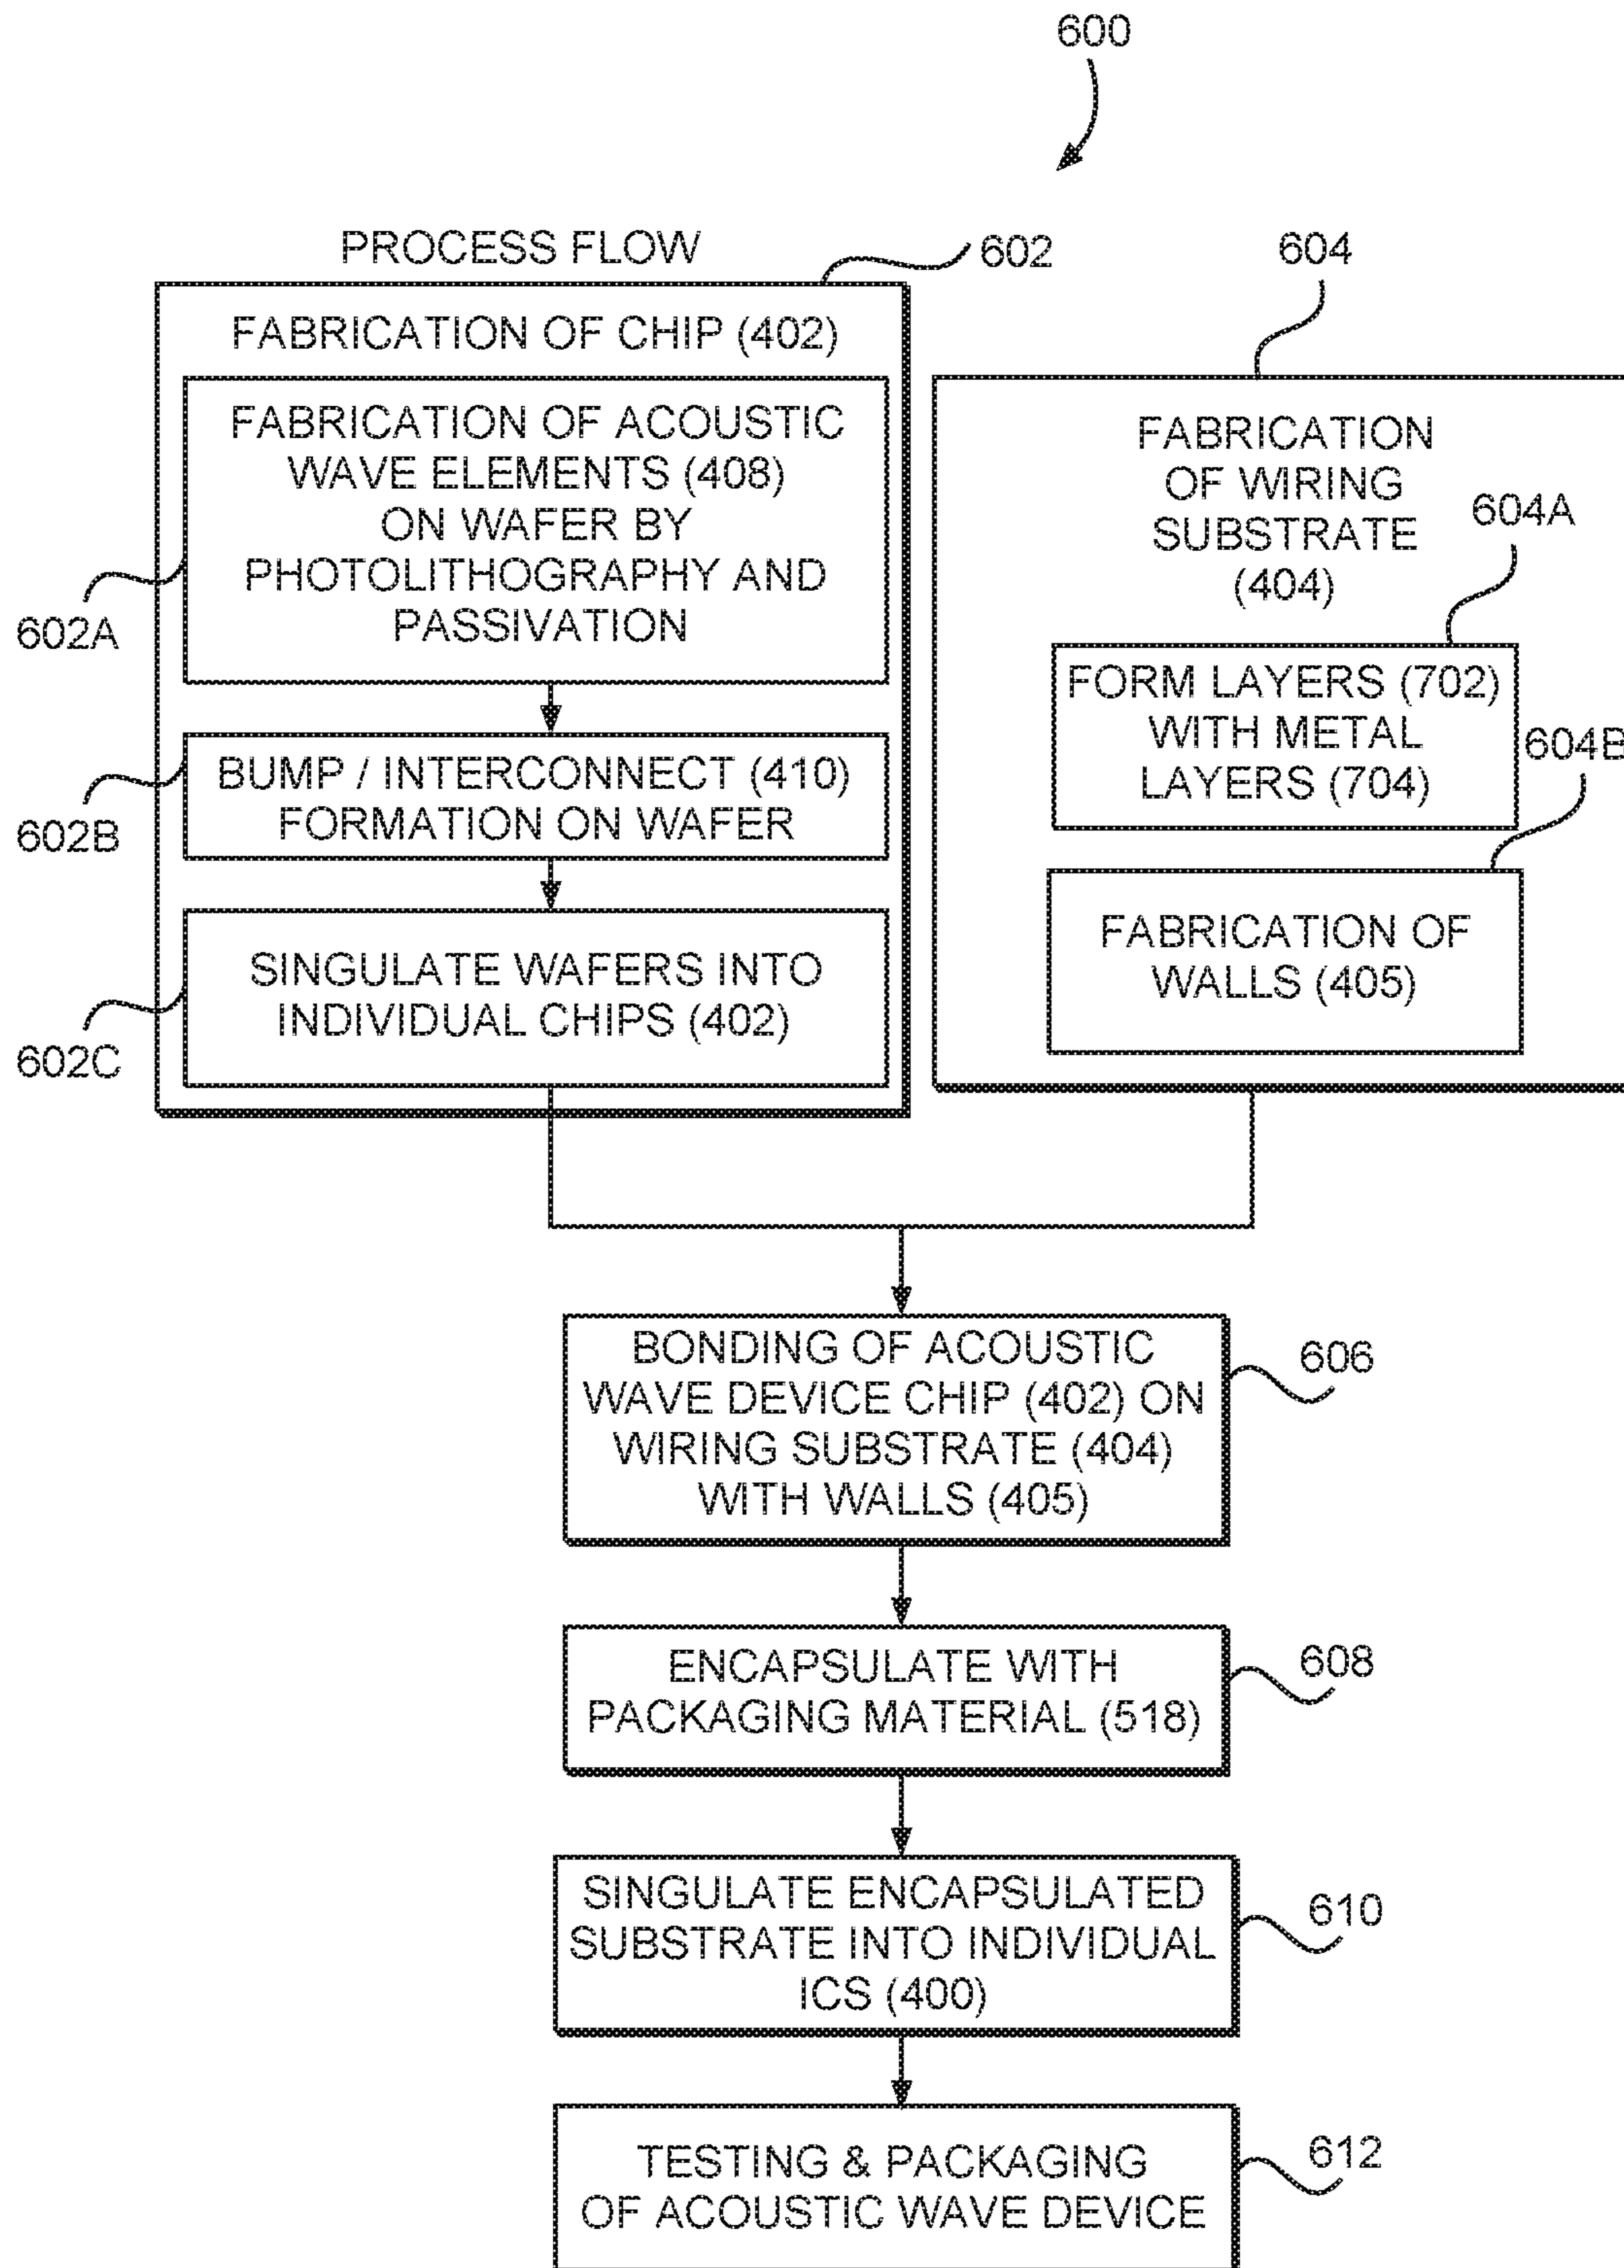 600
PROCESS FLOW
602
604
FABRICATION OF CHIP (402)
FABRICATION OF ACOUSTIC
WAVE ELEMENTS (408)
ON WAFER BY
PHOTOLITHOGRAPHY AND
PASSIVATION
602A
BUMP / INTERCONNECT (410)
FORMATION ON WAFER
602B
SINGULATE WAFERS INTO
INDIVIDUAL CHIPS (402)
602C
FABRICATION
OF WIRING
SUBSTRATE
(404)
604A
FORM LAYERS (702)
WITH METAL
LAYERS (704)
604B
FABRICATION OF
WALLS (405)
BONDING OF ACOUSTIC
WAVE DEVICE CHIP (402) ON
WIRING SUBSTRATE (404)
WITH WALLS (405)
606
ENCAPSULATE WITH
PACKAGING MATERIAL (518)
608
SINGULATE ENCAPSULATED
SUBSTRATE INTO INDIVIDUAL
ICS (400)
610
TESTING & PACKAGING
OF ACOUSTIC WAVE DEVICE
612